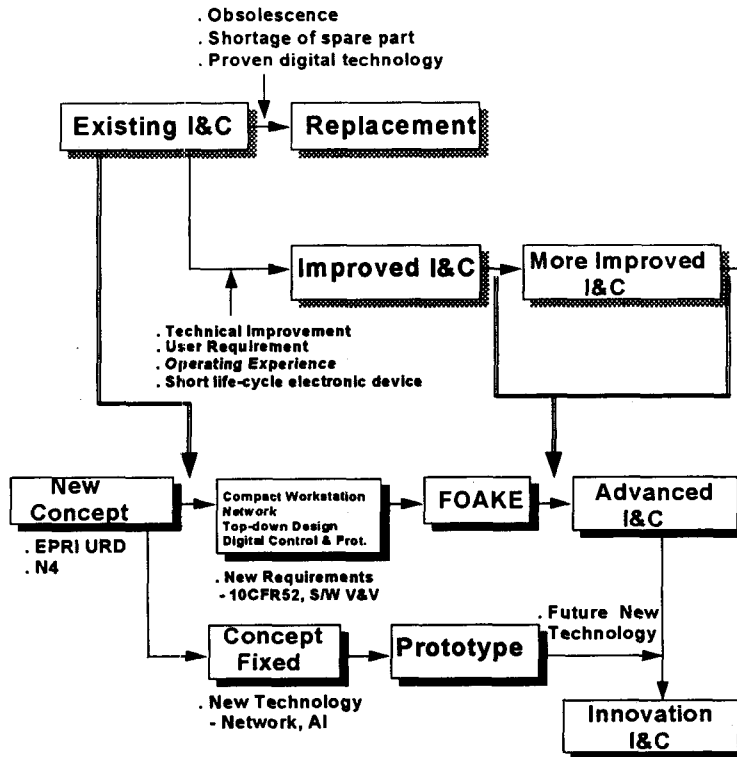 . Obsolescence
. Shortage of spare part
. Proven digital technology
Existing I&C
Replacement
Improved I&C
More Improved
I&C
. Technical Improvement
. User Requirement
. Operating Experience
. Short life-cycle electronic device
New
Concept
Compact Workstation
Network
Top-down Design
Digital Control & Prot.
FOAKE
Advanced
I&C
. EPRI URD
. N4
. New Requirements
- 10CFR52, S/W V&V
. Future New
Technology
Concept
Fixed
Prototype
. New Technology
- Network, AI
Innovation
I&C